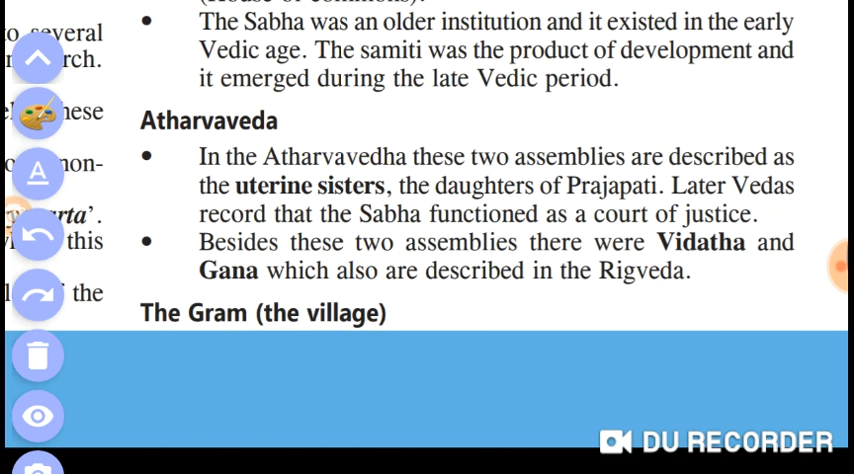 The Sabha was an older institution and it existed in the early
Vedic age. The samiti was the product of development and
it emerged during the late Vedic period.
Atharvaveda
In the Atharvavedha these two assemblies are described as
the uterine sisters, the daughters of Prajapati. Later Vedas
record that the Sabha functioned as a court of justice.
Besides these two assemblies there were Vidatha and
Gana which also are described in the Rigveda.
The Gram (the village)
several
this
the
A
DU RECORDER